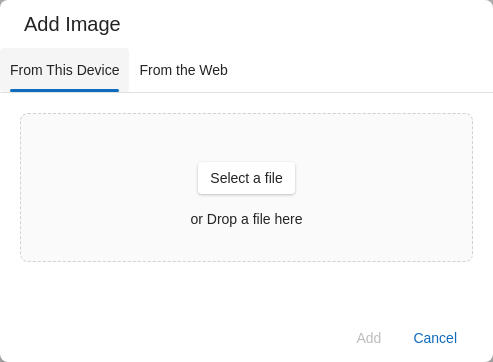 Add Image
From This Device
From the Web
Select a file
or Drop a file here
Add
Cancel